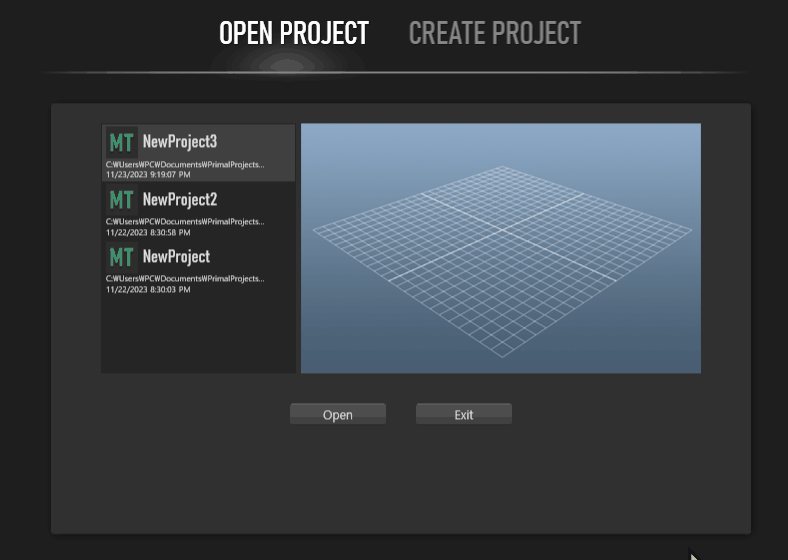 OPEN PROJECT CREATE PROJECT
MT NewProject3
C:₩Users₩PC₩Documents₩PrimalProjects...
11/23/2023 9:19:07 PM
MT NewProject2
C:₩Users₩PC₩Documents₩PrimalProjects...
11/22/2023 8:30:58 PM
MT NewProject
C:₩Users₩PC₩Documents₩PrimalProjects...
11/22/2023 8:30:03 PM
Open Exit